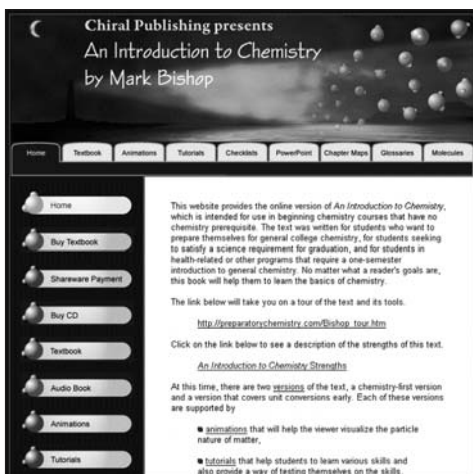 Chiral Publishing presents
An Introduction to Chemistry
by Mark Bishop
Home Textbook Animations Tutorials Checklists PowerPoint Chapter Maps Glossaries Molecules
Home
Buy Textbook
Shareware Payment
Buy CD
Textbook
Audio Book
Animations
Tutorials
This website provides the online version of An Introduction to Chemistry,
which is intended for use in beginning chemistry courses that have no
chemistry prerequisite. The text was written for students who want to
prepare themselves for general college chemistry, for students seeking
to satisfy a science requirement for graduation, and for students in
health-related or other programs that require a one-semester
introduction to general chemistry. No matter what a reader's goals are,
this book will help them to learn the basics of chemistry.
The link below will take you on a tour of the text and its tools.
http://preparatorychemistry.com/Bishop_tour.htm
Click on the link below to see a description of the strengths of this text.
An Introduction to Chemistry Strengths
At this time, there are two versions of the text, a chemistry-first version
and a version that covers unit conversions early. Each of these versions
are supported by
animations that will help the viewer visualize the particle
nature of matter,
tutorials that help students to learn various skills and
also provide a way of testing themselves on the skills.